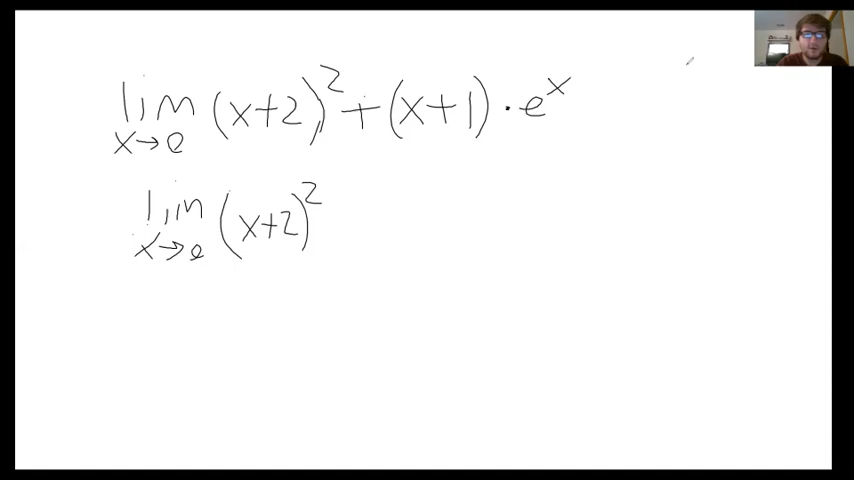 lim x→e (x+2)² + (x+1) · eˣ
lim x→e (x+2)²